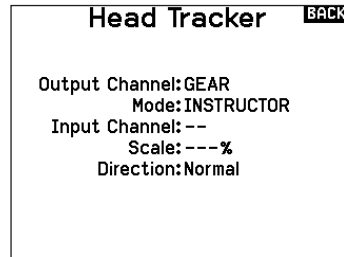 Head Tracker BACK
Output Channel: GEAR
Mode: INSTRUCTOR
Input Channel: --
Scale: ---%
Direction: Normal